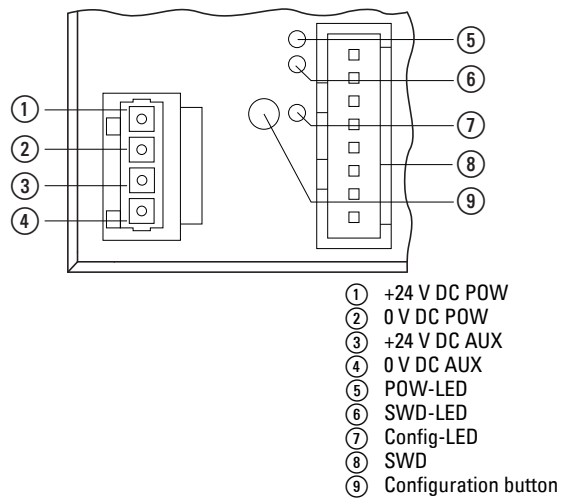 5
6
1
7
2
3
8
4
9
1 +24 V DC POW
2 0 V DC POW
3 +24 V DC AUX
4 0 V DC AUX
5 POW-LED
6 SWD-LED
7 Config-LED
8 SWD
9 Configuration button